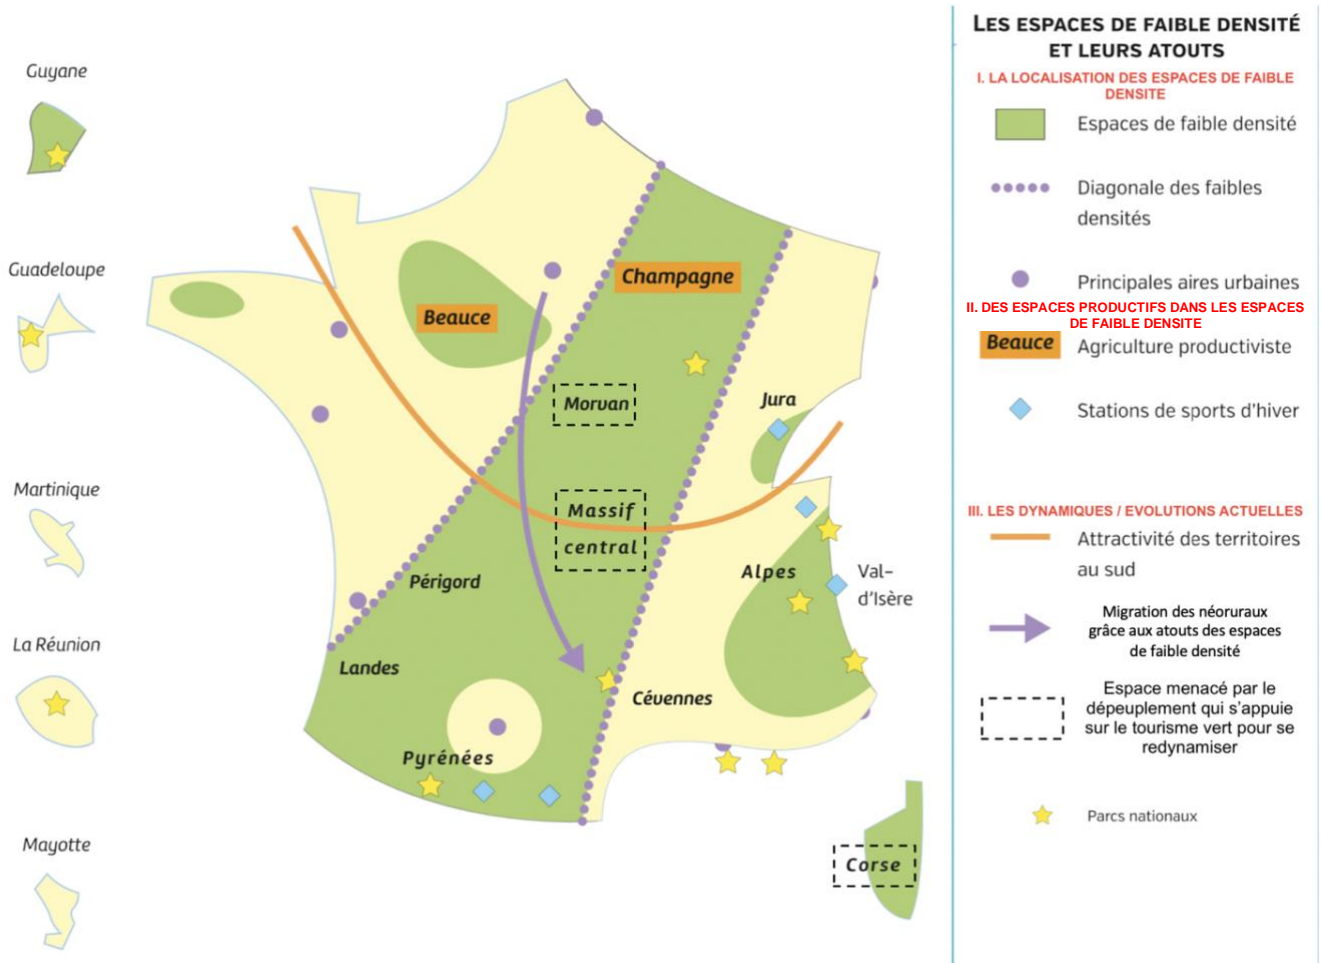 Guyane
Guadeloupe
Martinique
La Réunion
Mayotte
Champagne
Beauce
Morvan
Jura
Massif
central
Alpes
Val-
d'Isère
Périgord
Landes
Cévennes
Pyrénées
Corse
LES ESPACES DE FAIBLE DENSITÉ
ET LEURS ATOUTS
I. LA LOCALISATION DES ESPACES DE FAIBLE
DENSITE
Espaces de faible densité
Diagonale des faibles
densités
Principales aires urbaines
II. DES ESPACES PRODUCTIFS DANS LES ESPACES
DE FAIBLE DENSITE
Beauce
Agriculture productiviste
Stations de sports d'hiver
III. LES DYNAMIQUES / EVOLUTIONS ACTUELLES
Attractivité des territoires
au sud
Migration des néoruraux
grâce aux atouts des espaces
de faible densité
Espace menacé par le
dépeuplement qui s'appuie
sur le tourisme vert pour se
redynamiser
Parcs nationaux